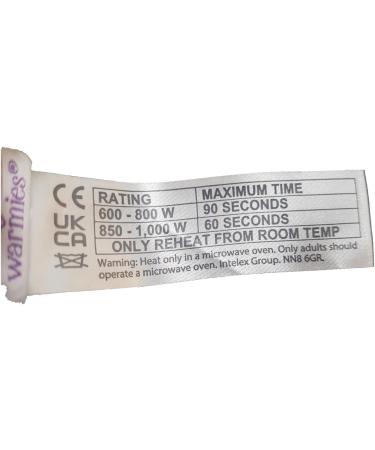 warmies®
CE
UK
CA
RATING MAXIMUM TIME
600 - 800 W 90 SECONDS
850 - 1,000 W 60 SECONDS
ONLY REHEAT FROM ROOM TEMP
Warning: Heat only in a microwave oven. Only adults should
operate a microwave oven. Intelex Group. NN8 6GR.